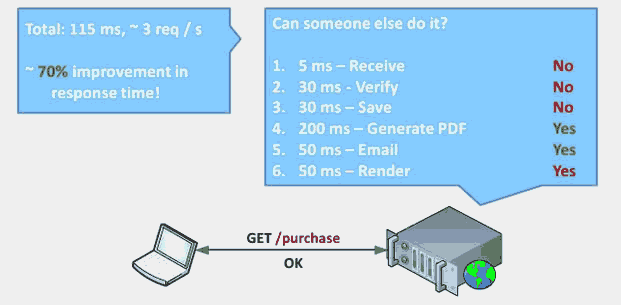 Total: 115 ms, ~ 3 req / s
~ 70% improvement in
response time!
Can someone else do it?
1. 5 ms – Receive No
2. 30 ms - Verify No
3. 30 ms – Save No
4. 200 ms – Generate PDF Yes
5. 50 ms – Email Yes
6. 50 ms – Render Yes
GET /purchase
OK